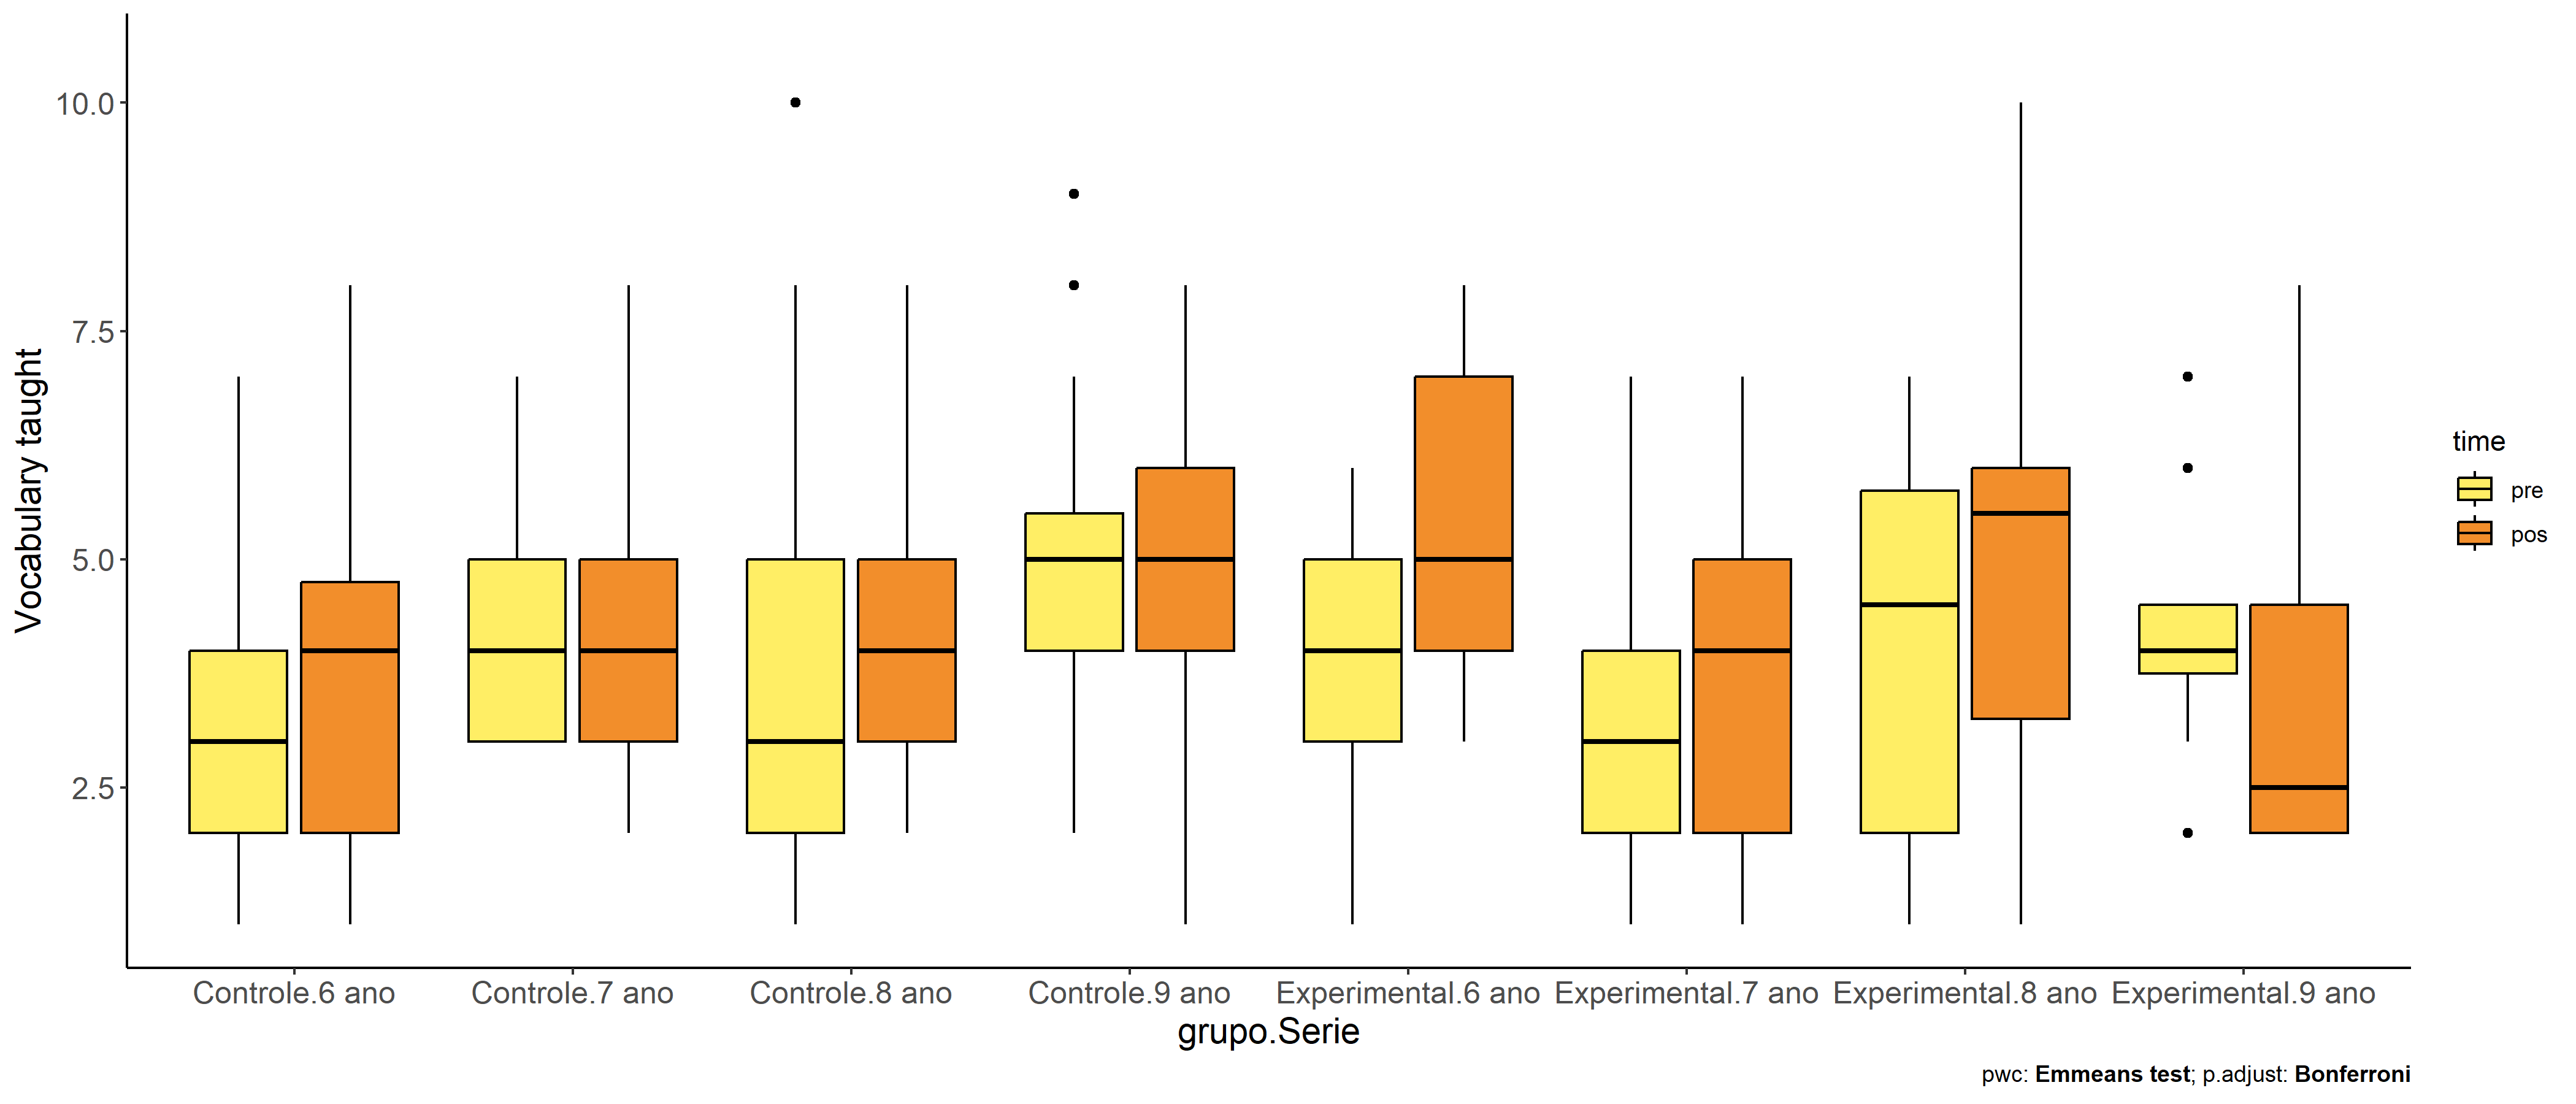 Vocabulary taught
10.0
7.5
5.0
2.5
Controle.6 ano
Controle.7 ano
Controle.8 ano
Controle.9 ano
Experimental.6 ano
Experimental.7 ano
Experimental.8 ano
Experimental.9 ano
grupo.Serie
time
pre
pos
pwc: Emmeans test; p.adjust: Bonferroni